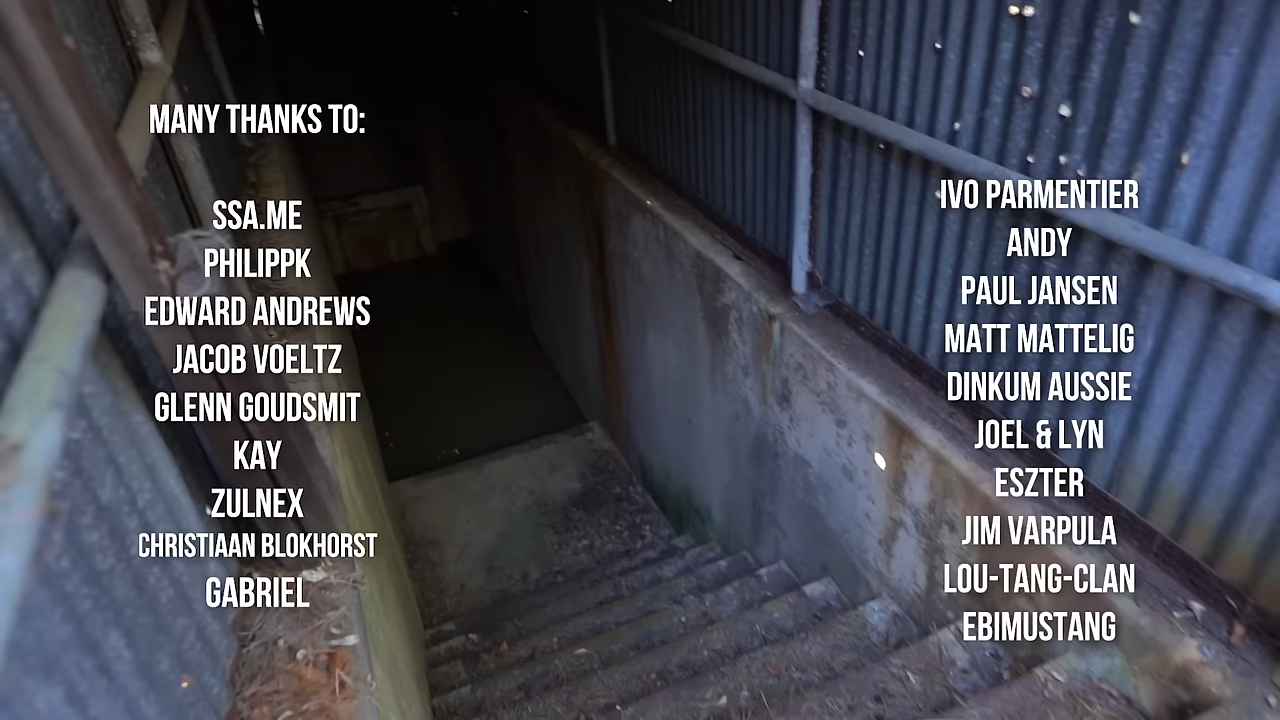 MANY THANKS TO:
SSA.ME
PHILIPPK
EDWARD ANDREWS
JACOB VOELTZ
GLENN GOUDSMIT
KAY
ZULNEX
CHRISTIAAN BLOKHORST
GABRIEL
IVO PARMENTIER
ANDY
PAUL JANSEN
MATT MATTELIG
DINKUM AUSSIE
JOEL & LYN
ESZTER
JIM VARPULA
LOU-TANG-CLAN
EBIMUSTANG